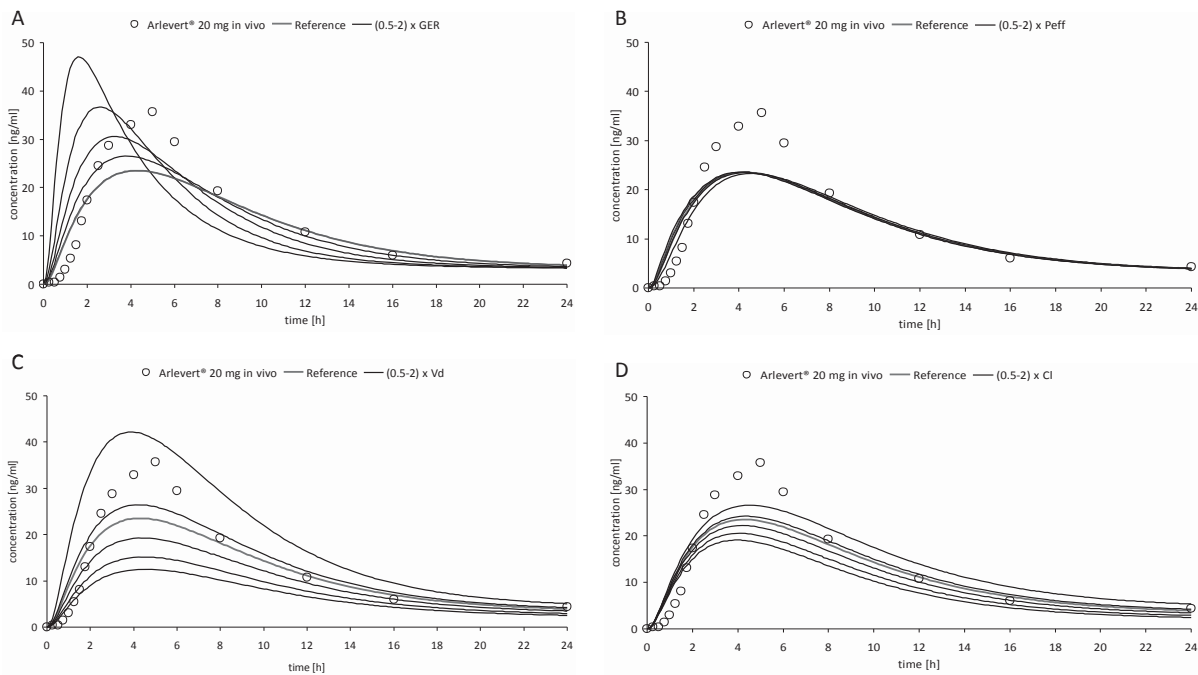 A
Arlevert® 20 mg in vivo Reference (0.5-2) x GER
50
40
30
20
10
0
concentration [ng/ml]
0 2 4 6 8 10 12 14 16 18 20 22 24
time [h]
B
Arlevert® 20 mg in vivo Reference (0.5-2) x Peff
50
40
30
20
10
0
concentration [ng/ml]
0 2 4 6 8 10 12 14 16 18 20 22 24
time [h]
C
Arlevert® 20 mg in vivo Reference (0.5-2) x Vd
50
40
30
20
10
0
concentration [ng/ml]
0 2 4 6 8 10 12 14 16 18 20 22 24
time [h]
D
Arlevert® 20 mg in vivo Reference (0.5-2) x Cl
50
40
30
20
10
0
concentration [ng/ml]
0 2 4 6 8 10 12 14 16 18 20 22 24
time [h]